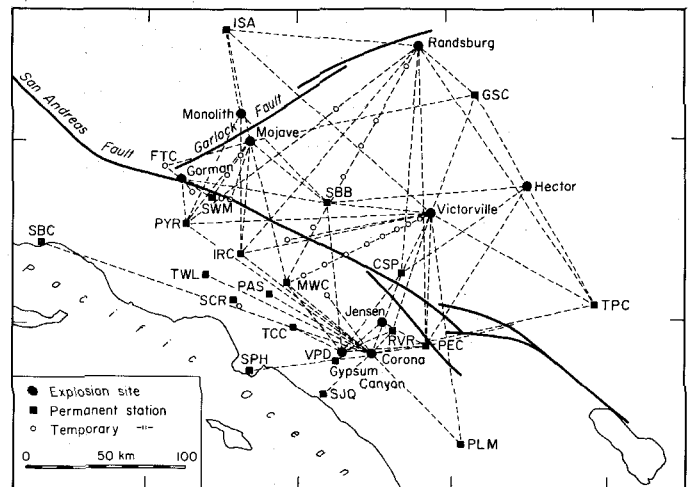 ISA
Randsburg
San Andreas Fault
GSC
Monolith
Garlock Fault
Mojave
FTC
Gorman
SWM
SBB
Hector
Victorville
PYR
SBC
IRC
CSP
TWL
PAS
MWC
SCR
Jensen
TPC
TCC
RVR
PEC
VPD
Corona
SPH
Gypsum
Canyon
SJQ
PLM
Pacific
Ocean
Explosion site
Permanent station
Temporary -"-
0 50 km 100